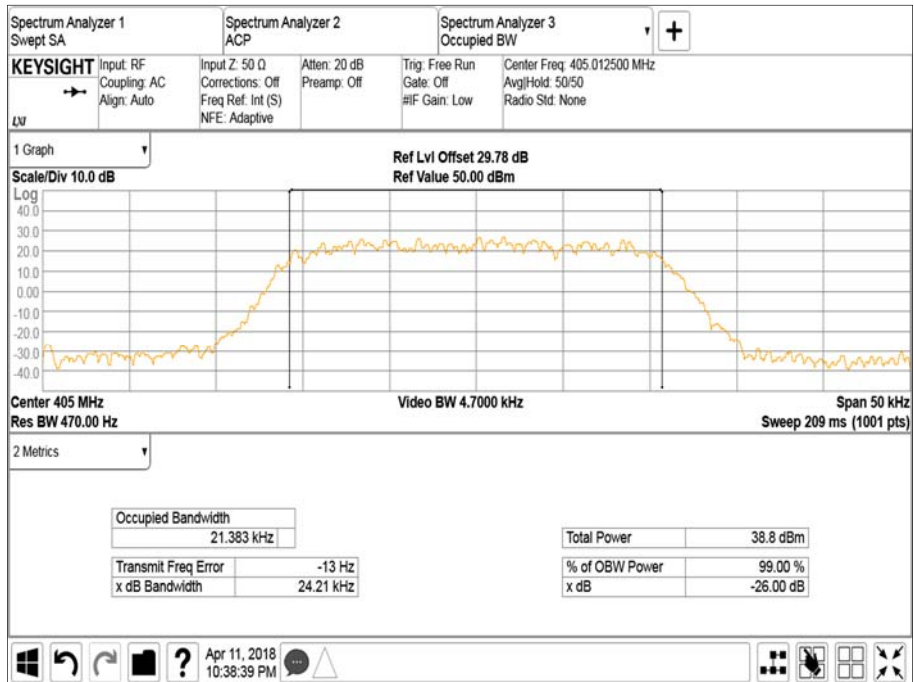 Spectrum Analyzer 1
Swept SA
Spectrum Analyzer 2
ACP
Spectrum Analyzer 3
Occupied BW
+
KEYSIGHT
LXI
Input: RF
Coupling: AC
Align: Auto
Input Z: 50 Ω
Corrections: Off
Freq Ref: Int (S)
NFE: Adaptive
Atten: 20 dB
Preamp: Off
Trig: Free Run
Gate: Off
#IF Gain: Low
Center Freq: 405.012500 MHz
Avg|Hold: 50/50
Radio Std: None
1 Graph
Scale/Div 10.0 dB
Ref Lvl Offset 29.78 dB
Ref Value 50.00 dBm
Log
40.0
30.0
20.0
10.0
0.00
-10.0
-20.0
-30.0
-40.0
Center 405 MHz
Res BW 470.00 Hz
Video BW 4.7000 kHz
Span 50 kHz
Sweep 209 ms (1001 pts)
2 Metrics
Occupied Bandwidth
21.383 kHz
Transmit Freq Error -13 Hz
x dB Bandwidth 24.21 kHz
Total Power 38.8 dBm
% of OBW Power 99.00 %
x dB -26.00 dB
?
Apr 11, 2018
10:38:39 PM